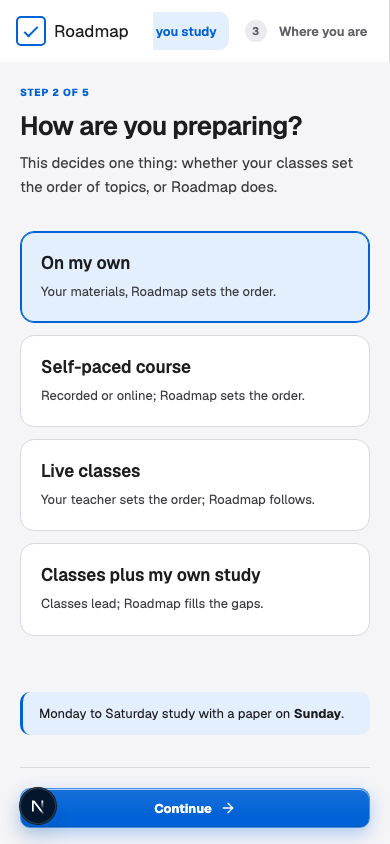 Roadmap
you study
3
Where you are
STEP 2 OF 5
How are you preparing?
This decides one thing: whether your classes set
the order of topics, or Roadmap does.
On my own
Your materials, Roadmap sets the order.
Self-paced course
Recorded or online; Roadmap sets the order.
Live classes
Your teacher sets the order; Roadmap follows.
Classes plus my own study
Classes lead; Roadmap fills the gaps.
Monday to Saturday study with a paper on Sunday.
N
Continue